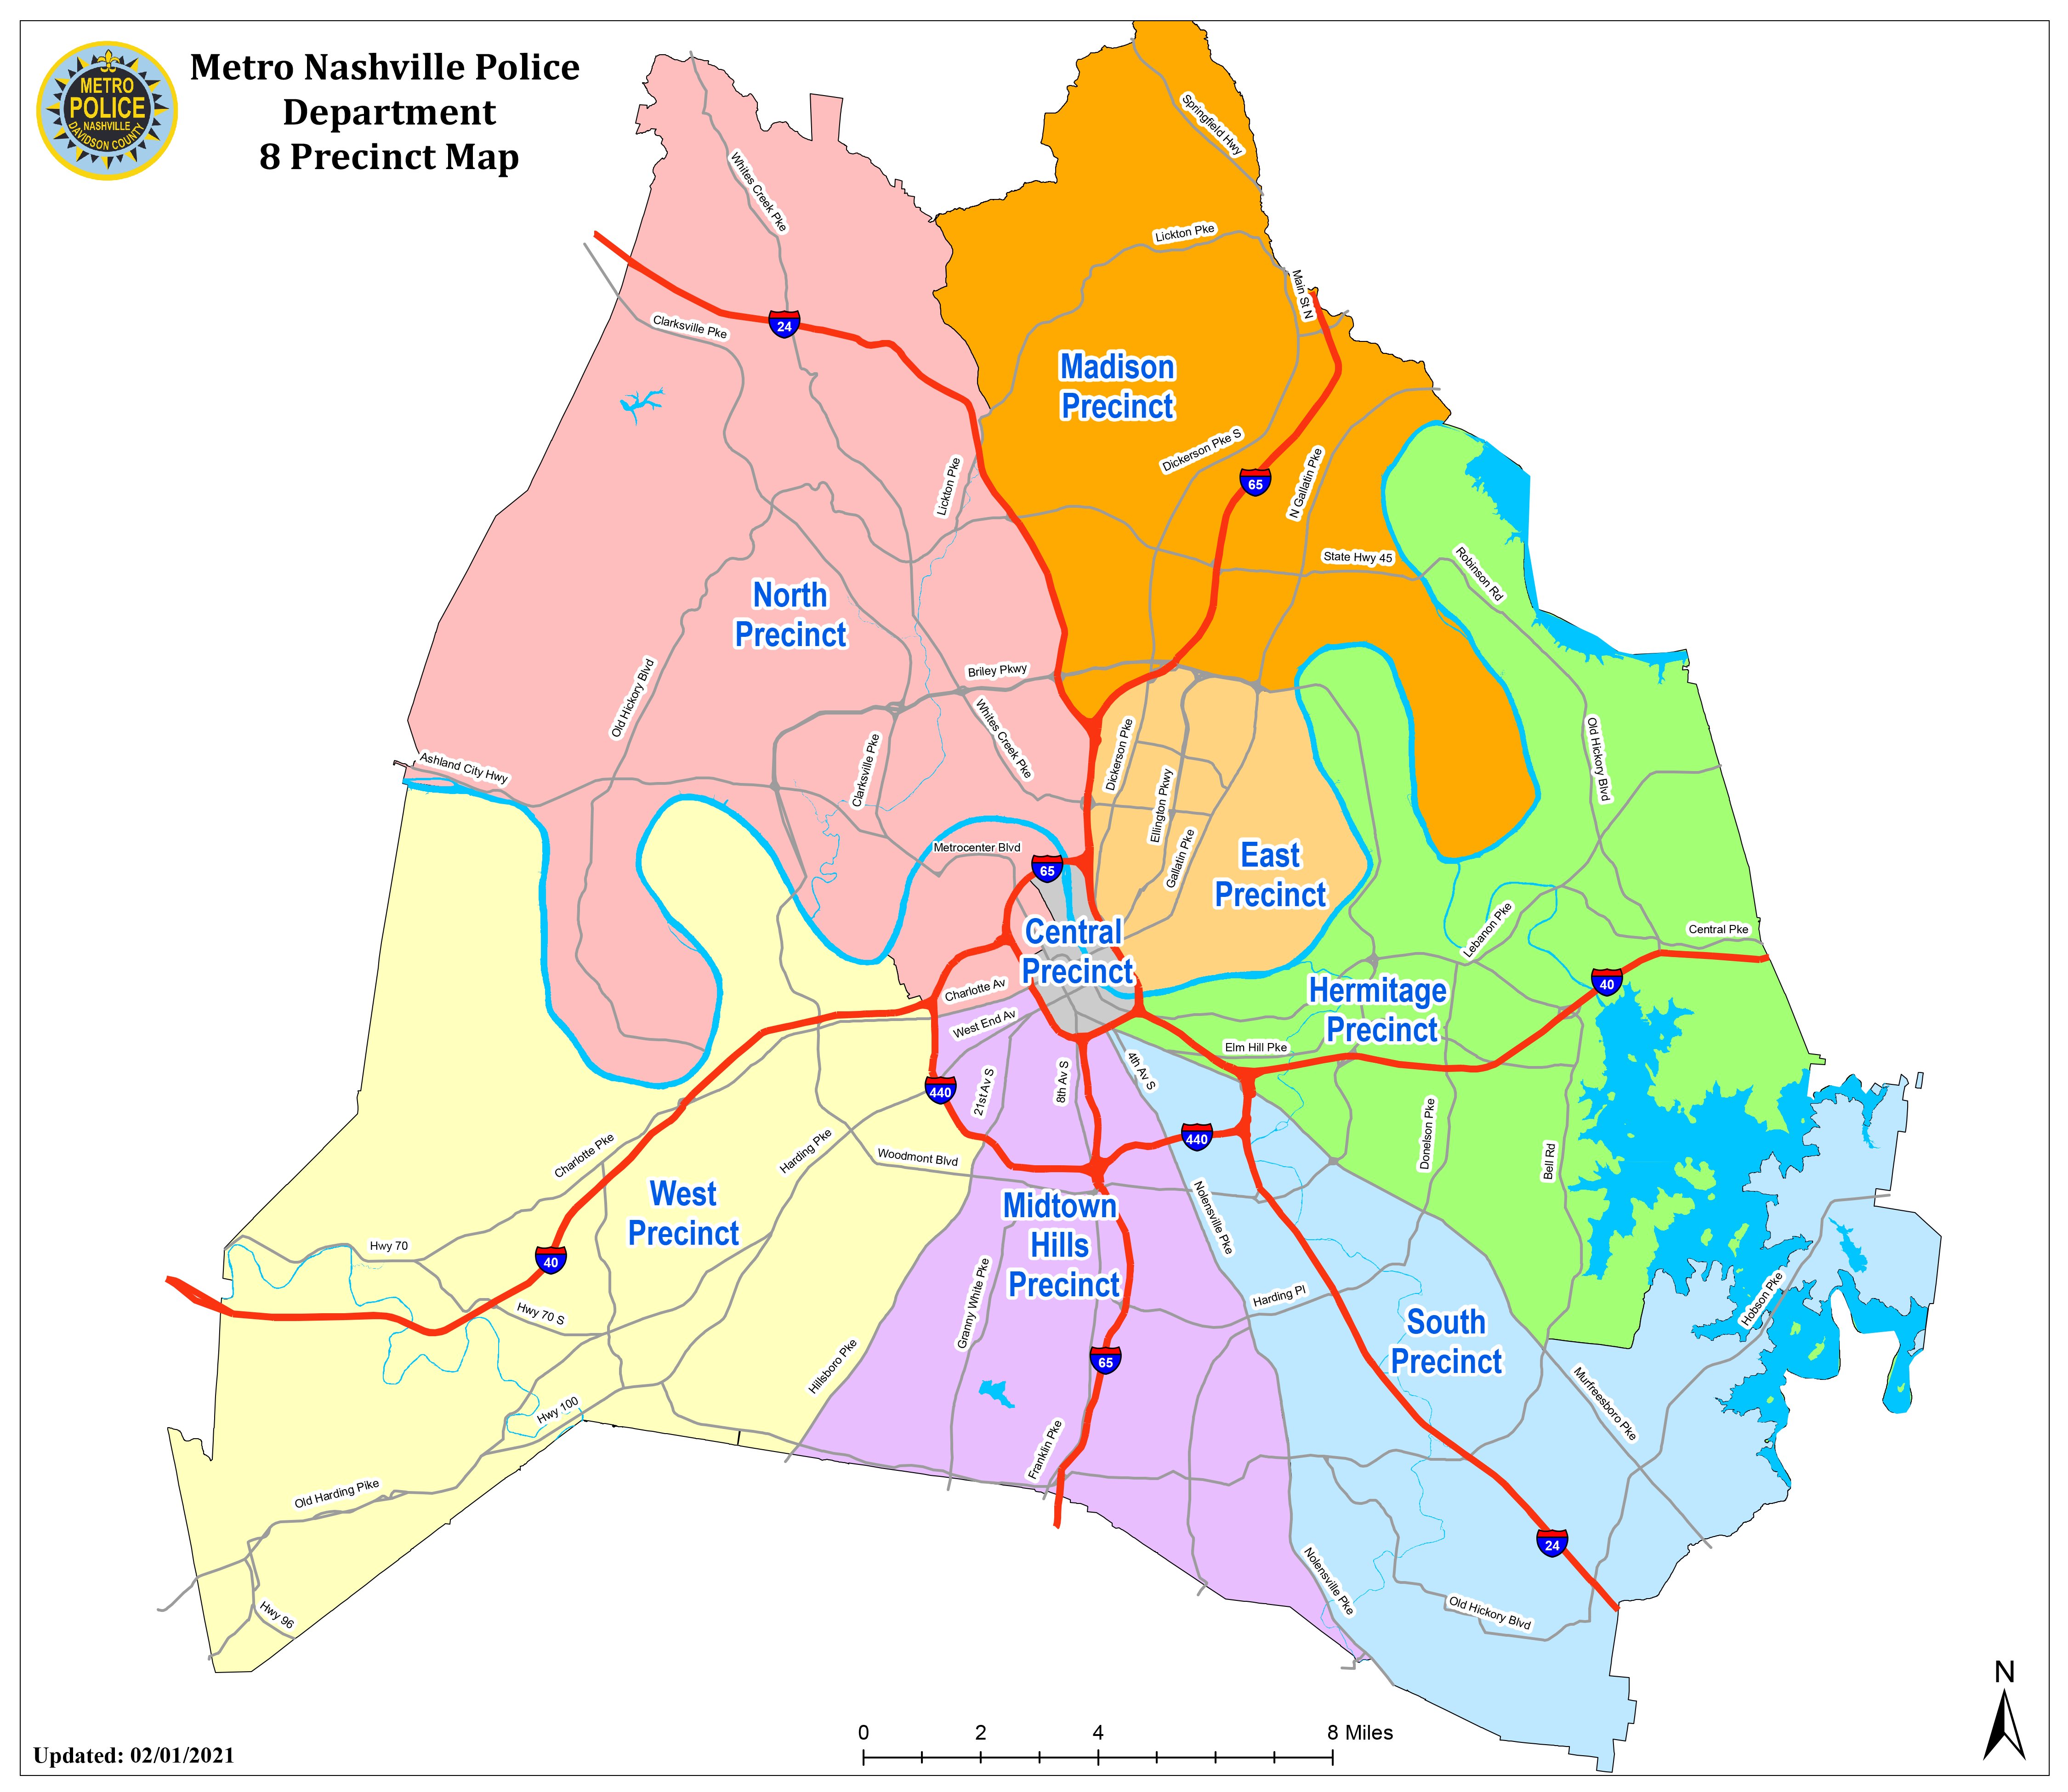 Metro Nashville Police
Department
8 Precinct Map
METRO
POLICE
NASHVILLE
DAVIDSON COUNTY
Springfield Hwy
Whites Creek Pke
Lickton Pke
Main St N
24
Clarksville Pke
Madison
Precinct
Dickerson Pke S
65
N Gallatin Pke
Lickton Pke
State Hwy 45
Robinson Rd
North
Precinct
Briley Pkwy
Old Hickory Blvd
Whites Creek Pke
Dickerson Pke
Old Hickory Blvd
Ashland City Hwy
Clarksville Pke
Ellington Pkwy
Metrocenter Blvd
Gallatin Pke
65
East
Precinct
Central
Precinct
Lebanon Pke
Central Pke
40
Charlotte Av
Hermitage
Precinct
West End Av
Elm Hill Pke
4th Av S
440
21st Av S
8th Av S
440
Donelson Pke
Charlotte Pke
Harding Pke
Woodmont Blvd
Bell Rd
West
Precinct
Midtown
Hills
Precinct
Nolensville Pke
Hwy 70
40
Granny White Pke
Harding Pl
Hobson Pke
Hwy 70 S
South
Precinct
65
Hillsboro Pke
Murfreesboro Pke
Hwy 100
Franklin Pke
Old Harding Pike
24
Nolensville Pke
Hwy 96
Old Hickory Blvd
N
0 2 4 8 Miles
Updated: 02/01/2021